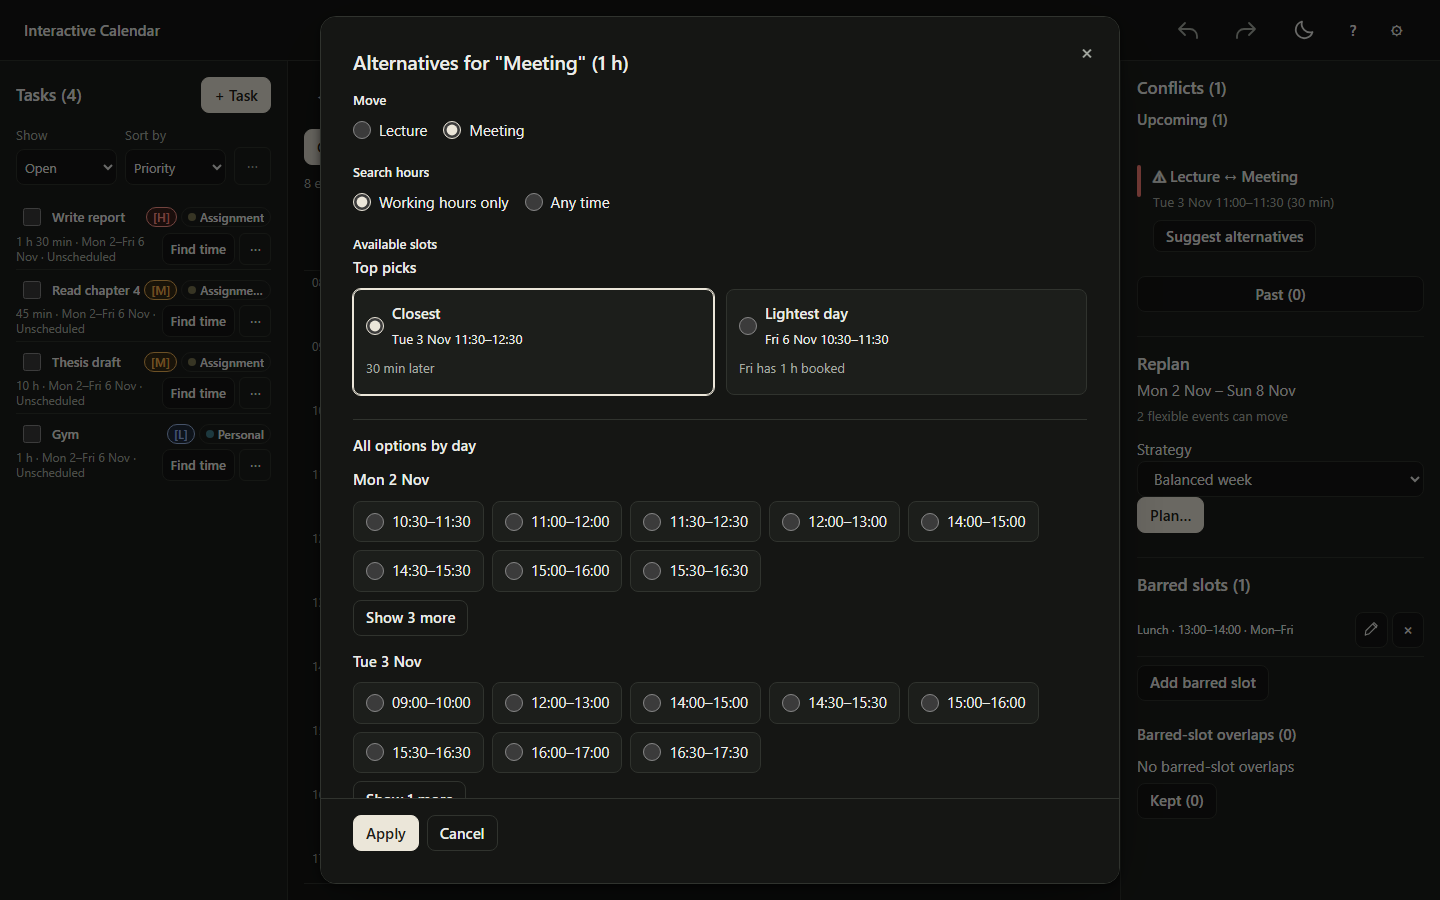 Interactive Calendar
?
Tasks (4)
+ Task
Show
Sort by
Open
Priority
...
Write report
[H]
Assignment
1 h 30 min · Mon 2–Fri 6
Nov · Unscheduled
Find time
...
Read chapter 4
[M]
Assignme...
45 min · Mon 2–Fri 6 Nov ·
Unscheduled
Find time
...
Thesis draft
[M]
Assignment
10 h · Mon 2–Fri 6 Nov ·
Unscheduled
Find time
...
Gym
[L]
Personal
1 h · Mon 2–Fri 6 Nov ·
Unscheduled
Find time
...
Alternatives for "Meeting" (1 h)
×
Move
Lecture
Meeting
Search hours
Working hours only
Any time
Available slots
Top picks
Closest
Tue 3 Nov 11:30–12:30
30 min later
Lightest day
Fri 6 Nov 10:30–11:30
Fri has 1 h booked
All options by day
Mon 2 Nov
10:30–11:30
11:00–12:00
11:30–12:30
12:00–13:00
14:00–15:00
14:30–15:30
15:00–16:00
15:30–16:30
Show 3 more
Tue 3 Nov
09:00–10:00
12:00–13:00
14:00–15:00
14:30–15:30
15:00–16:00
15:30–16:30
16:00–17:00
16:30–17:30
Show 1 more
Apply
Cancel
Conflicts (1)
Upcoming (1)
⚠ Lecture ↔ Meeting
Tue 3 Nov 11:00–11:30 (30 min)
Suggest alternatives
Past (0)
Replan
Mon 2 Nov – Sun 8 Nov
2 flexible events can move
Strategy
Balanced week
Plan...
Barred slots (1)
Lunch · 13:00–14:00 · Mon–Fri
×
Add barred slot
Barred-slot overlaps (0)
No barred-slot overlaps
Kept (0)